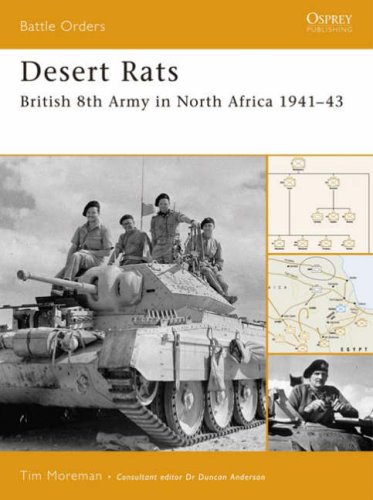 Battle Orders
OSPREY
PUBLISHING
Desert Rats
British 8th Army in North Africa 1941–43
EGYPT
Tim Moreman • Consultant editor Dr Duncan Anderson